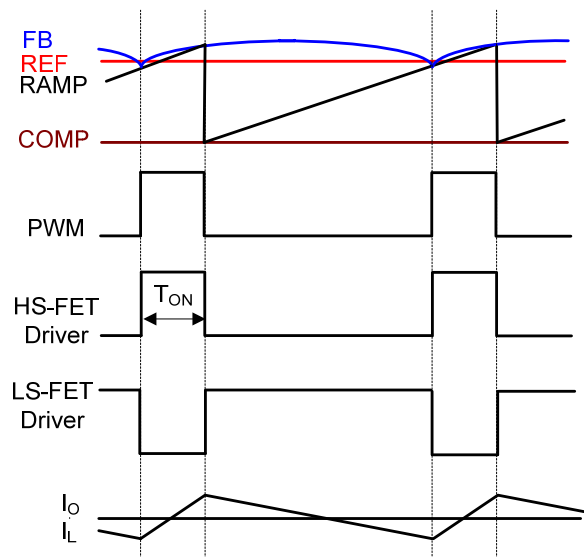 FB
REF
RAMP
COMP
PWM
HS-FET
Driver
TON
LS-FET
Driver
IO
IL